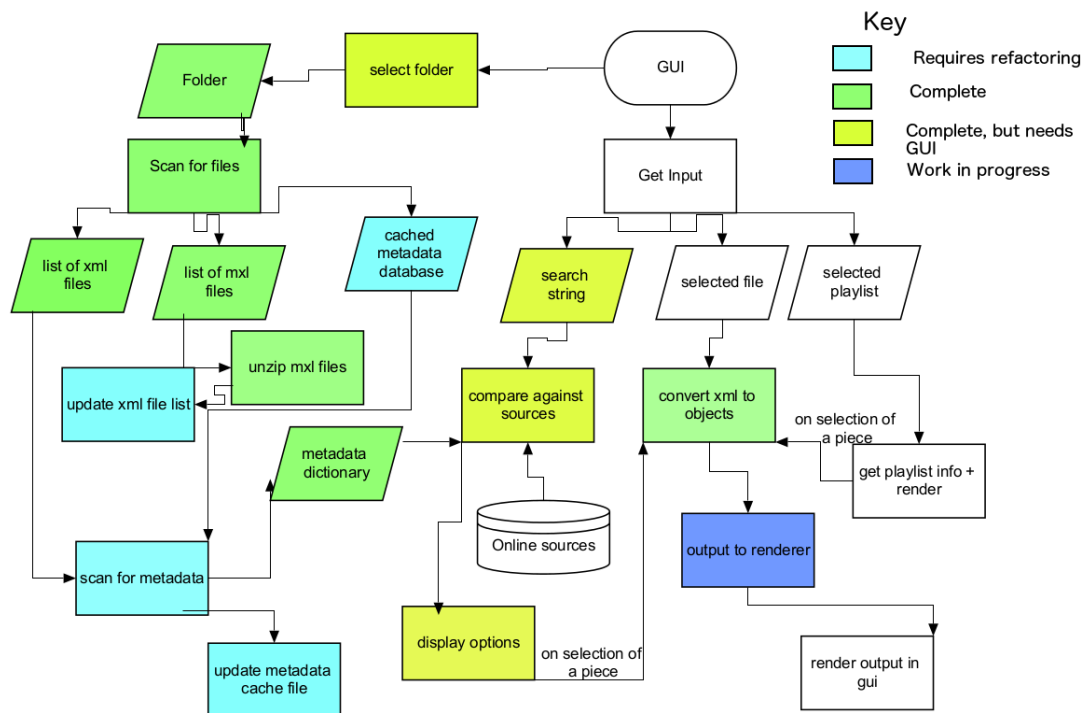 Key
Requires refactoring
Complete
Complete, but needs
GUI
Work in progress
GUI
select folder
Folder
Scan for files
Get Input
list of xml
files
list of mxl
files
cached
metadata
database
search
string
selected file
selected
playlist
unzip mxl files
update xml file list
compare against
sources
convert xml to
objects
on selection of
a piece
metadata
dictionary
get playlist info +
render
Online sources
output to renderer
scan for metadata
display options
on selection of
a piece
update metadata
cache file
render output in
gui